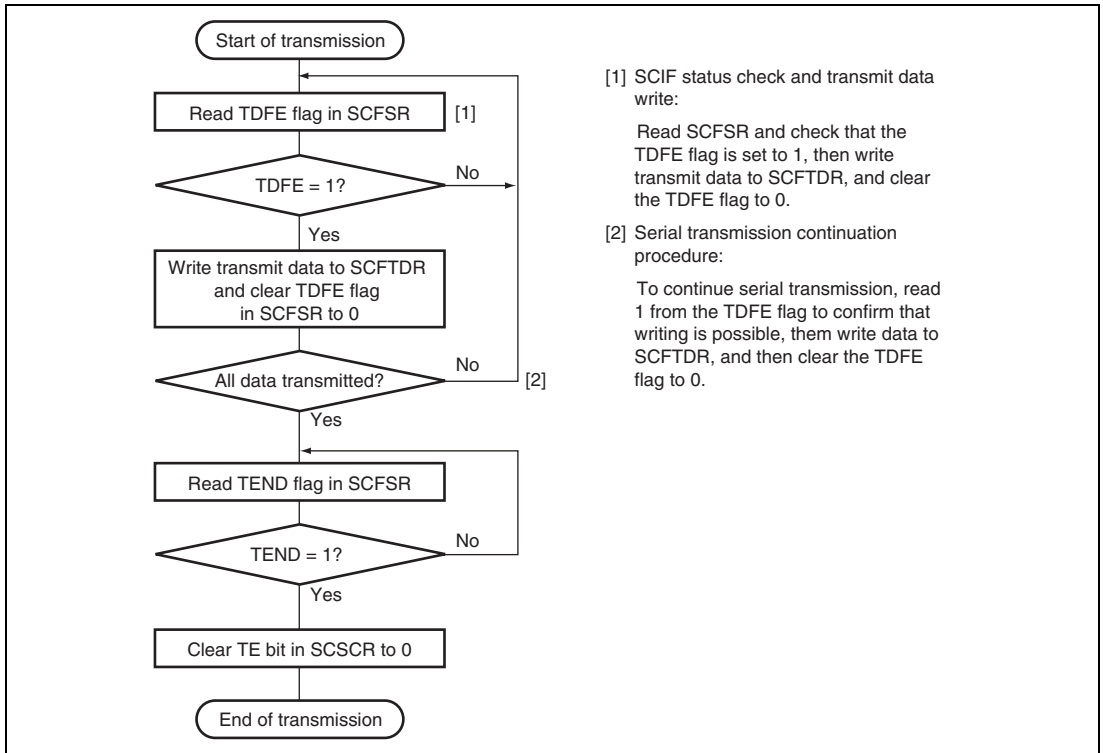 Start of transmission
Read TDFE flag in SCFSR
[1]
TDFE = 1?
No
Yes
Write transmit data to SCFTDR
and clear TDFE flag
in SCFSR to 0
All data transmitted?
No
[2]
Yes
Read TEND flag in SCFSR
TEND = 1?
No
Yes
Clear TE bit in SCSCR to 0
End of transmission
[1] SCIF status check and transmit data
write:
Read SCFSR and check that the
TDFE flag is set to 1, then write
transmit data to SCFTDR, and clear
the TDFE flag to 0.
[2] Serial transmission continuation
procedure:
To continue serial transmission, read
1 from the TDFE flag to confirm that
writing is possible, them write data to
SCFTDR, and then clear the TDFE
flag to 0.